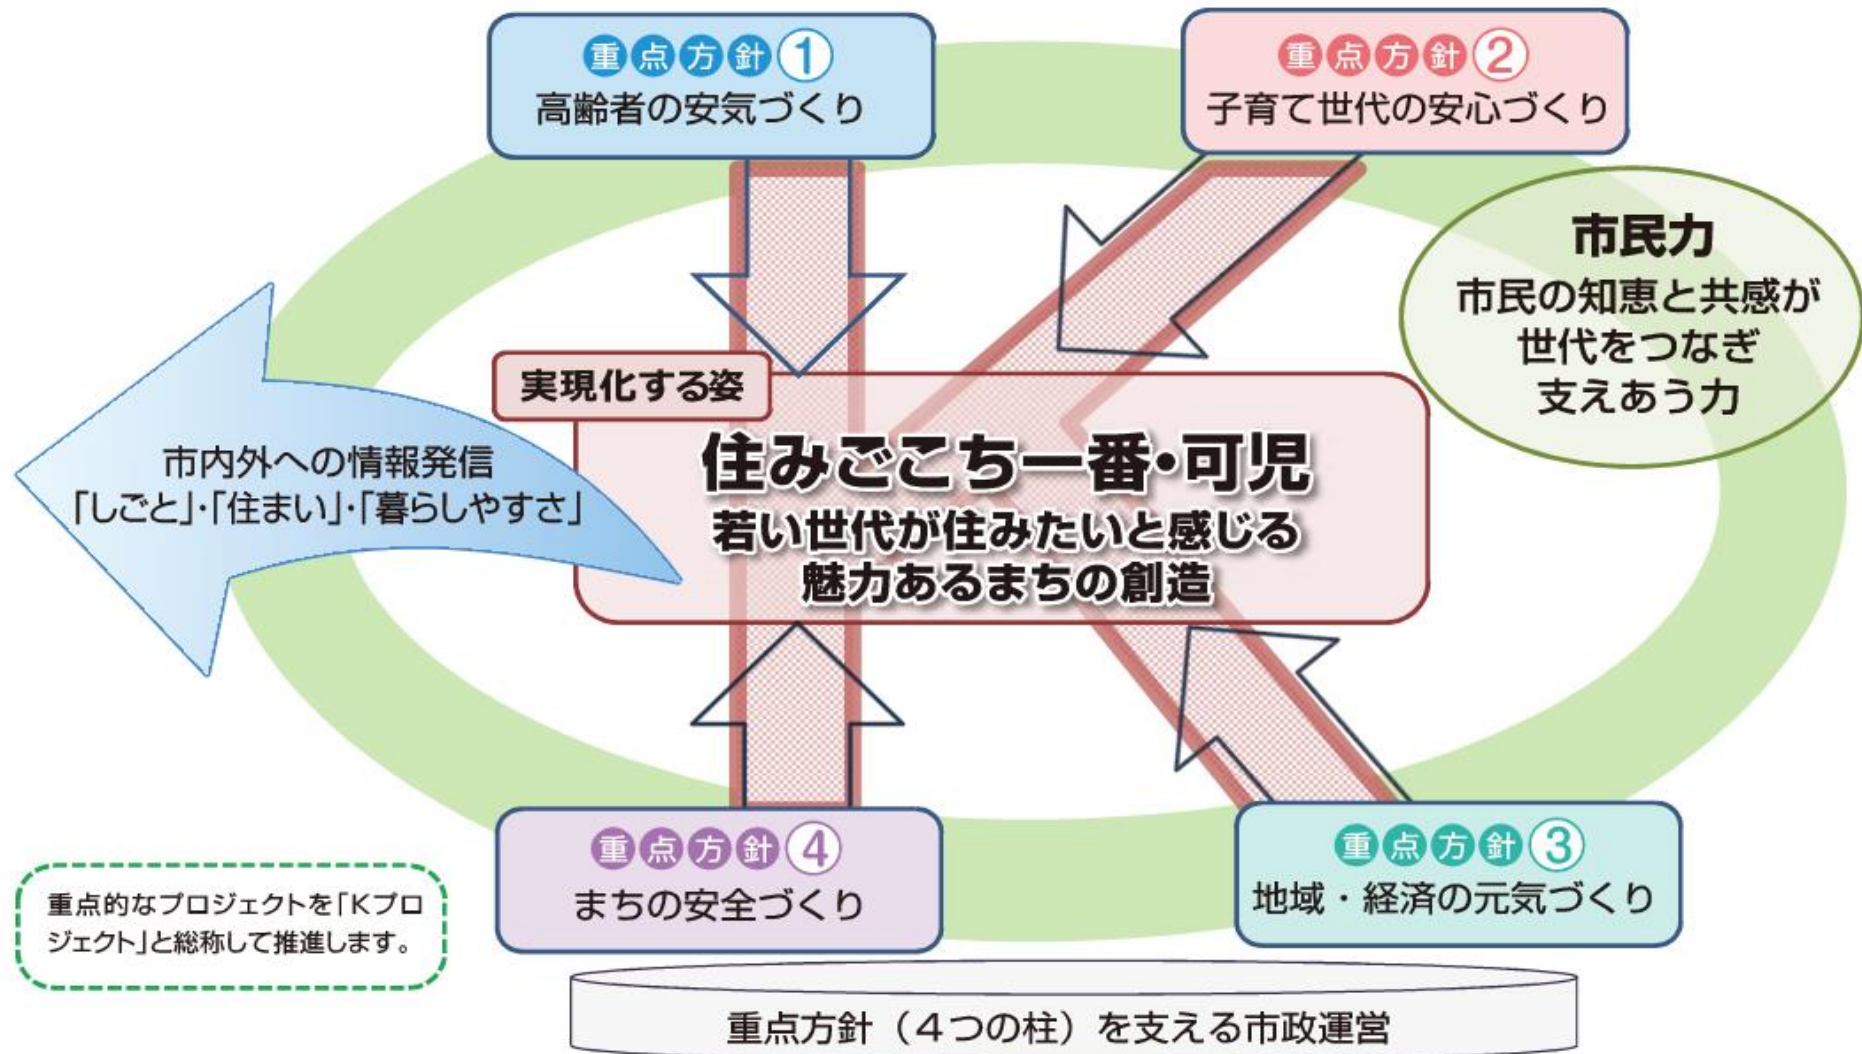 重点方針①
高齢者の安気づくり
重点方針②
子育て世代の安心づくり
市民力
市民の知恵と共感が
世代をつなぎ
支えあう力
実現化する姿
住みごこち一番・可児
若い世代が住みたいと感じる
魅力あるまちの創造
市内外への情報発信
「しごと」・「住まい」・「暮らしやすさ」
重点方針④
まちの安全づくり
重点方針③
地域・経済の元気づくり
重点的なプロジェクトを「Kプロ
ジェクト」と総称して推進します。
重点方針（４つの柱）を支える市政運営